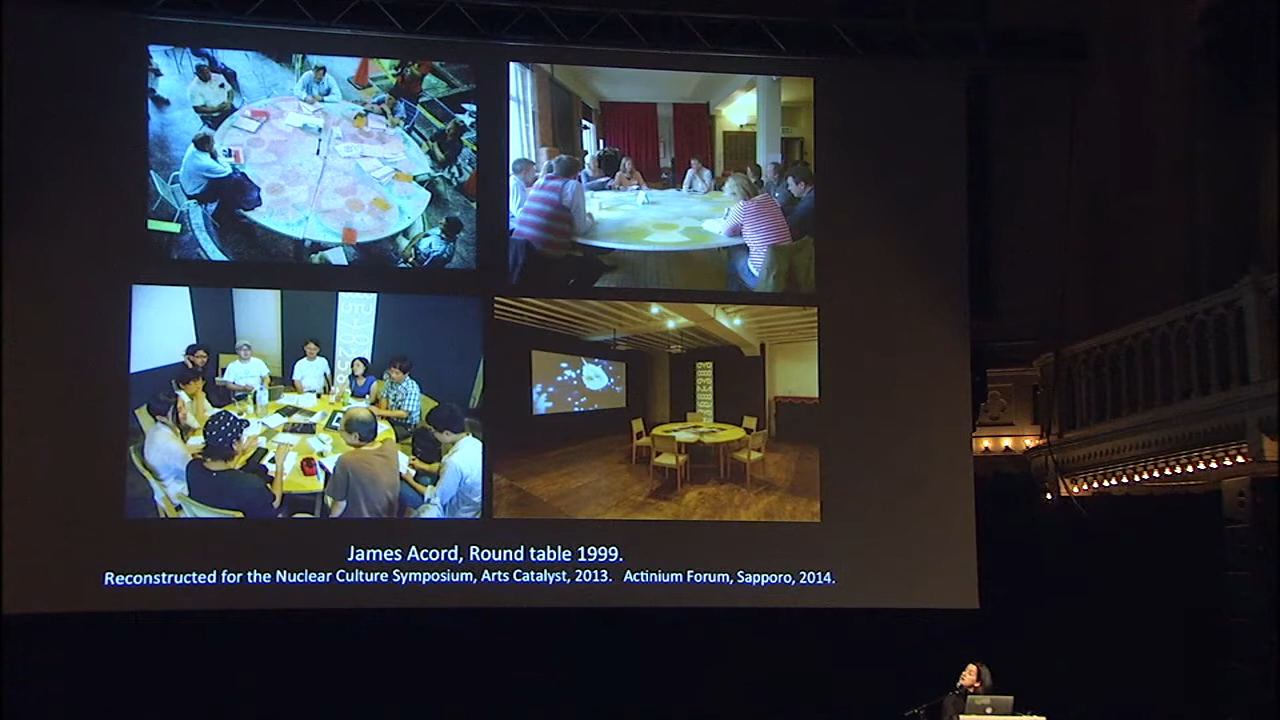 James Acord, Round table 1999.
Reconstructed for the Nuclear Culture Symposium, Arts Catalyst, 2013. Actinium Forum, Sapporo, 2014.